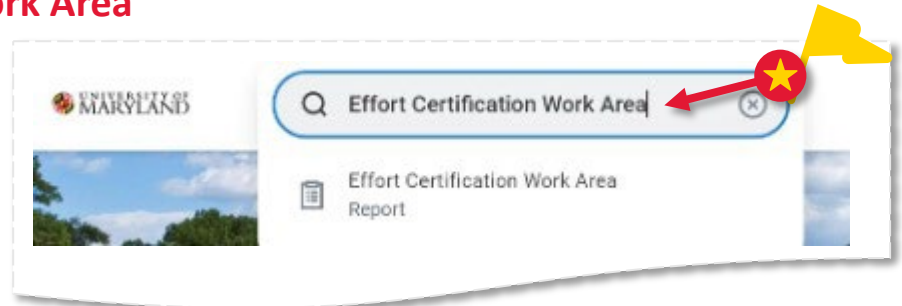 rk Area
UNIVERSITY OF
MARYLAND
Effort Certification Work Area
Effort Certification Work Area
Report